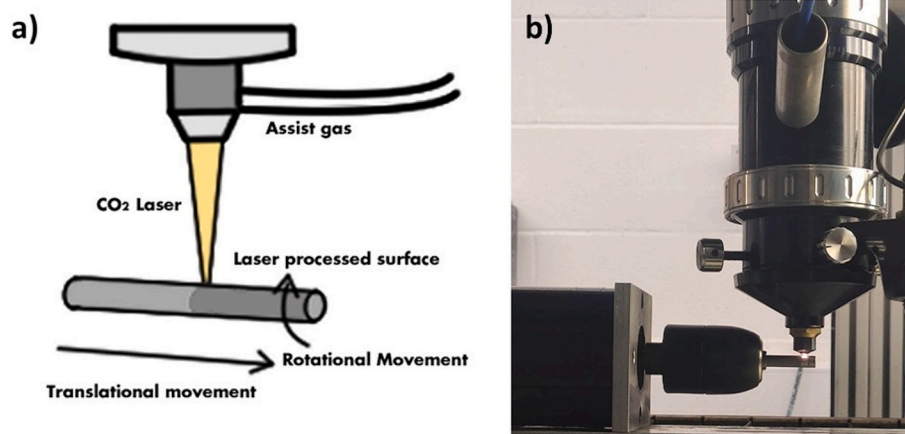 a)
Assist gas
CO₂ Laser
Laser processed surface
Rotational Movement
Translational movement
b)